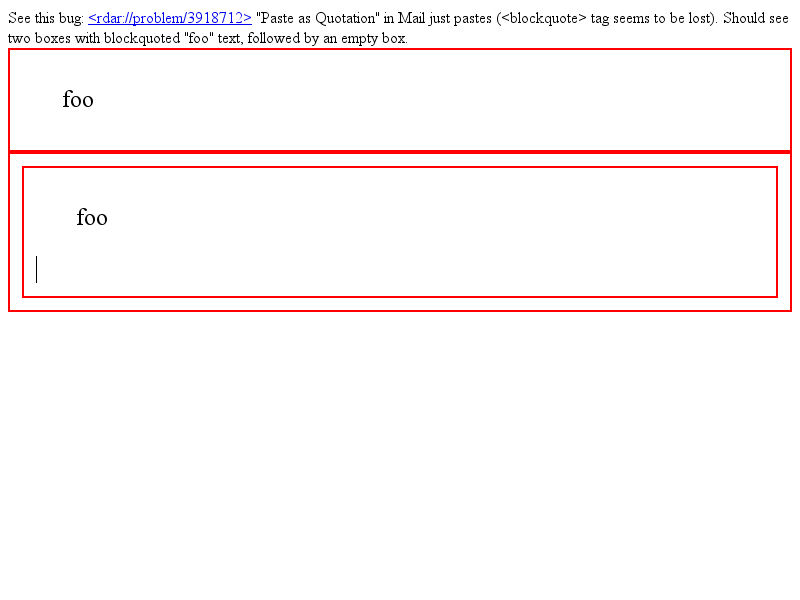 See this bug: <rdar://problem/3918712> "Paste as Quotation" in Mail just pastes (<blockquote> tag seems to be lost). Should see
two boxes with blockquoted "foo" text, followed by an empty box.
foo
foo